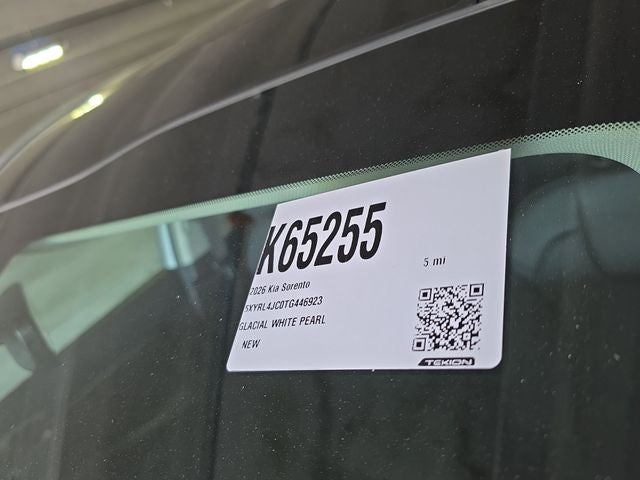 K65255
5 mi
2026 Kia Sorento
5XYRL4JC0TG446923
GLACIAL WHITE PEARL
NEW
TEKION